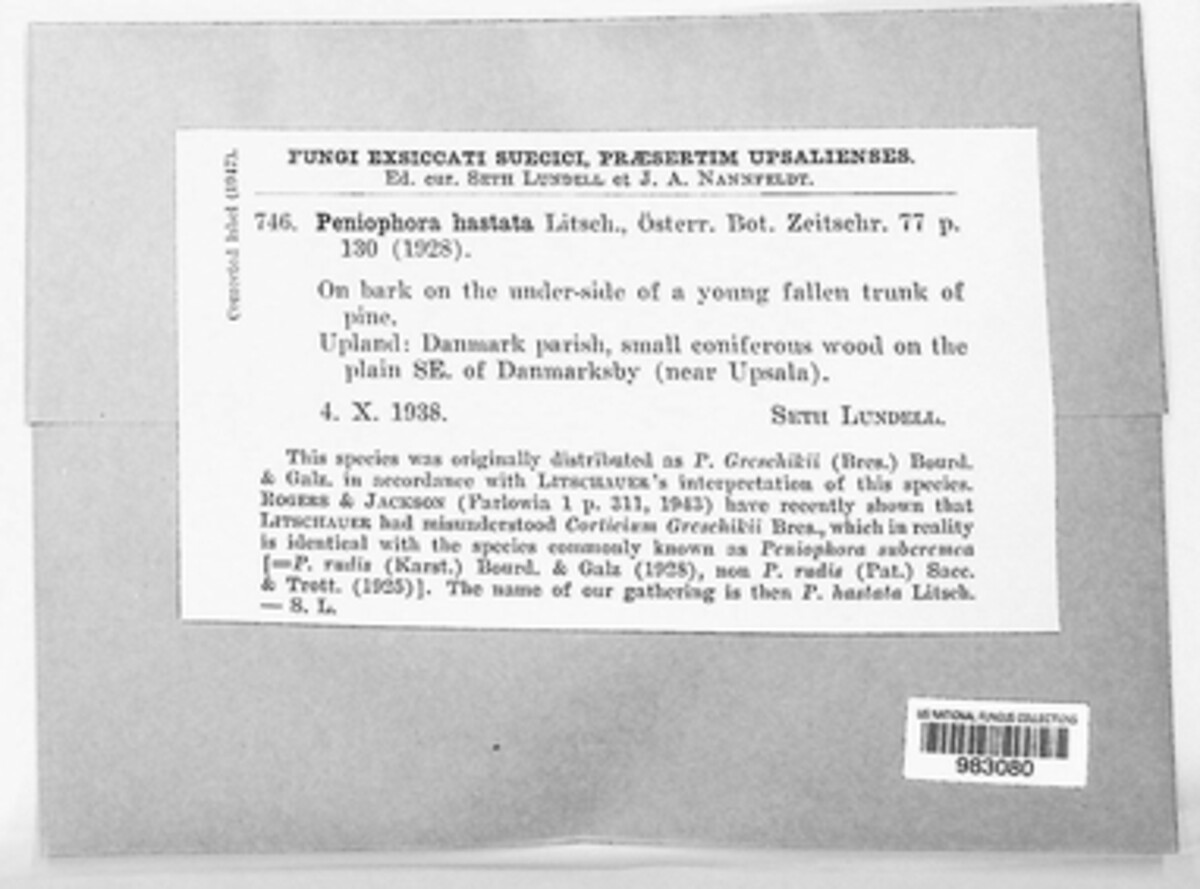 FUNGI EXSICCATI SUECICI, PRÆSERTIM UPSALIENSES.
Ed. cur. SETH LUNDELL et J. A. NANNFELDT.
Corrected label (1947).
746. Peniophora hastata Litsch., Österr. Bot. Zeitschr. 77 p.
130 (1928).
On bark on the under-side of a young fallen trunk of
pine.
Upland: Danmark parish, small coniferous wood on the
plain SE. of Danmarksby (near Upsala).
4. X. 1938. SETH LUNDELL.
This species was originally distributed as P. Greschikii (Bres.) Bourd.
& Galz. in accordance with LITSCHAUER's interpretation of this species.
ROGERS & JACKSON (Farlowia 1 p. 311, 1943) have recently shown that
LITSCHAUER had misunderstood Corticium Greschikii Bres., which in reality
is identical with the species commonly known as Peniophora subcremea
[=P. rudis (Karst.) Bourd. & Galz (1928), non P. rudis (Pat.) Sacc.
& Trott. (1925)]. The name of our gathering is then P. hastata Litsch.
— S. L.
US NATIONAL FUNGUS COLLECTIONS
983080